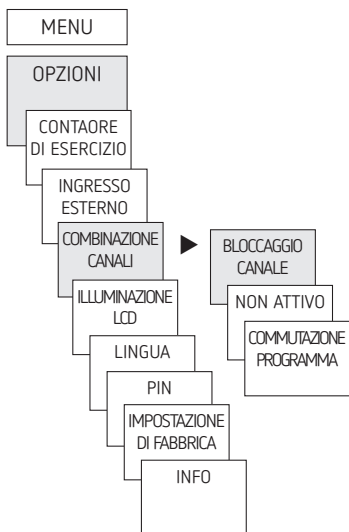 MENU
OPZIONI
CONTAORE
DI ESERCIZIO
INGRESSO
ESTERNO
COMBINAZIONE
CANALI
ILLUMINAZIONE
LCD
LINGUA
PIN
IMPOSTAZIONE
DI FABBRICA
INFO
BLOCCAGGIO
CANALE
NON ATTIVO
COMMUTAZIONE
PROGRAMMA